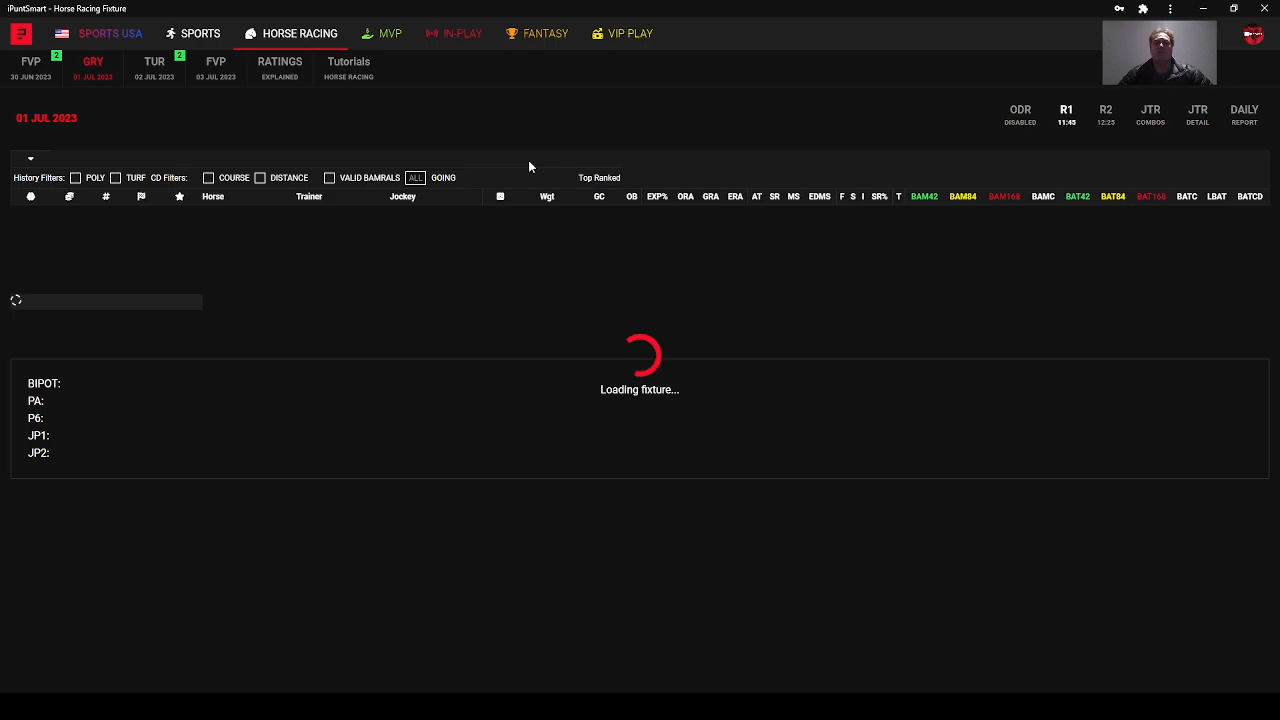 iPuntSmart - Horse Racing Fixture
SPORTS USA SPORTS HORSE RACING MVP IN-PLAY FANTASY VIP PLAY
FVP 2 GRY TUR 2 FVP RATINGS Tutorials
30 JUN 2023 01 JUL 2023 02 JUL 2023 03 JUL 2023 EXPLAINED HORSE RACING
01 JUL 2023
ODR R1 R2 JTR JTR DAILY
DISABLED 11:45 12:25 COMBOS DETAIL REPORT
History Filters: POLY TURF CD Filters: COURSE DISTANCE VALID BAMRALS ALL GOING Top Ranked
# Horse Trainer Jockey Wgt GC OB EXP% ORA GRA ERA AT SR MS EDMS F S I SR% T BAM42 BAM84 BAM168 BAMC BAT42 BAT84 BAT168 BATC LBAT BATCD
Loading fixture...
BIPOT:
PA:
P6:
JP1:
JP2: